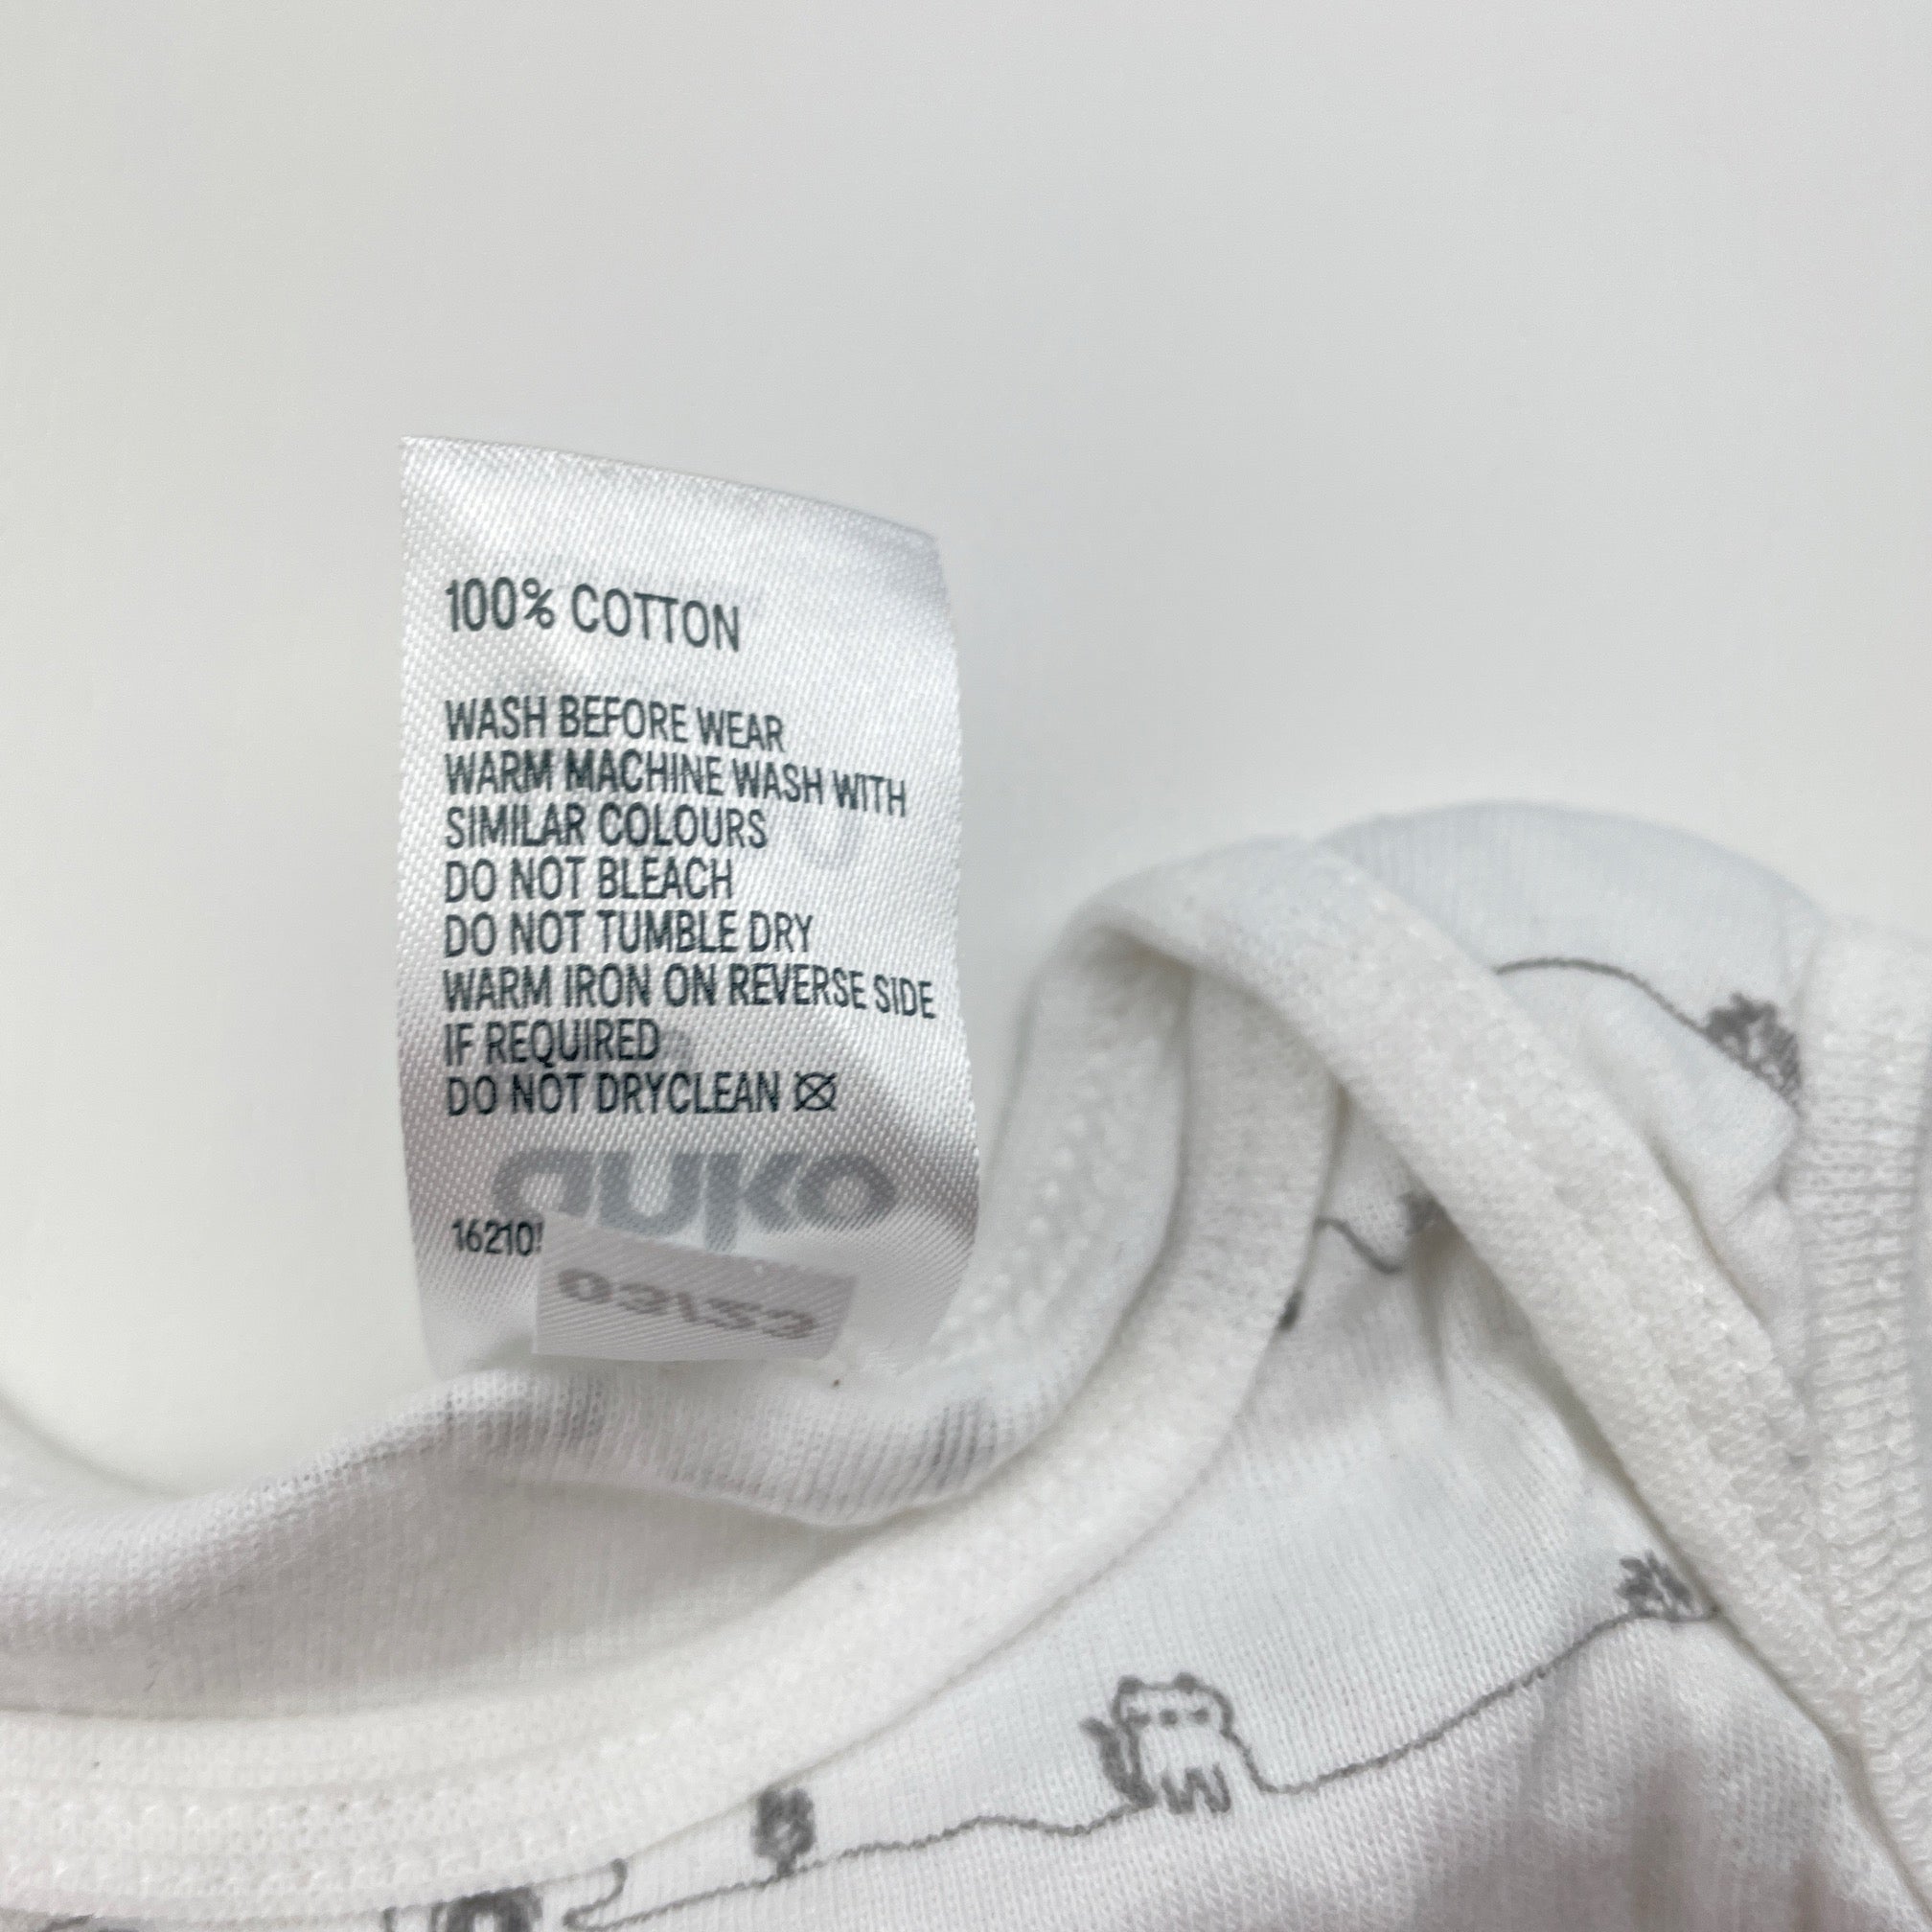 100% COTTON
WASH BEFORE WEAR
WARM MACHINE WASH WITH
SIMILAR COLOURS
DO NOT BLEACH
DO NOT TUMBLE DRY
WARM IRON ON REVERSE SIDE
IF REQUIRED
DO NOT DRYCLEAN
16210